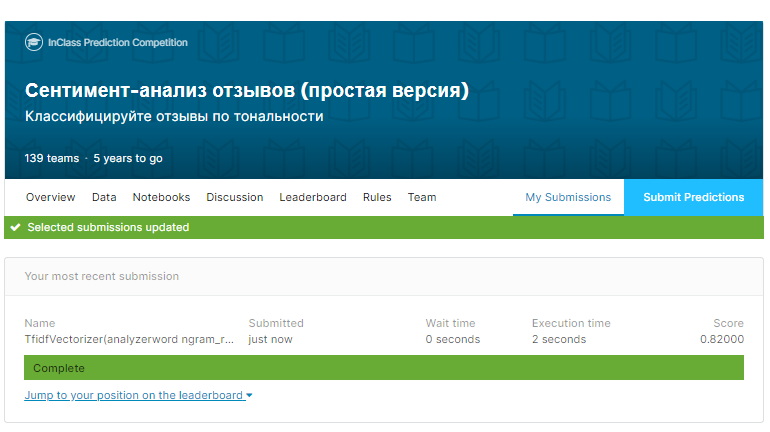 InClass Prediction Competition
Сентимент-анализ отзывов (простая версия)
Классифицируйте отзывы по тональности
139 teams · 5 years to go
Overview Data Notebooks Discussion Leaderboard Rules Team My Submissions Submit Predictions
Selected submissions updated
Your most recent submission
Name Submitted Wait time Execution time Score
TfidfVectorizer(analyzerword ngram_r... just now 0 seconds 2 seconds 0.82000
Complete
Jump to your position on the leaderboard